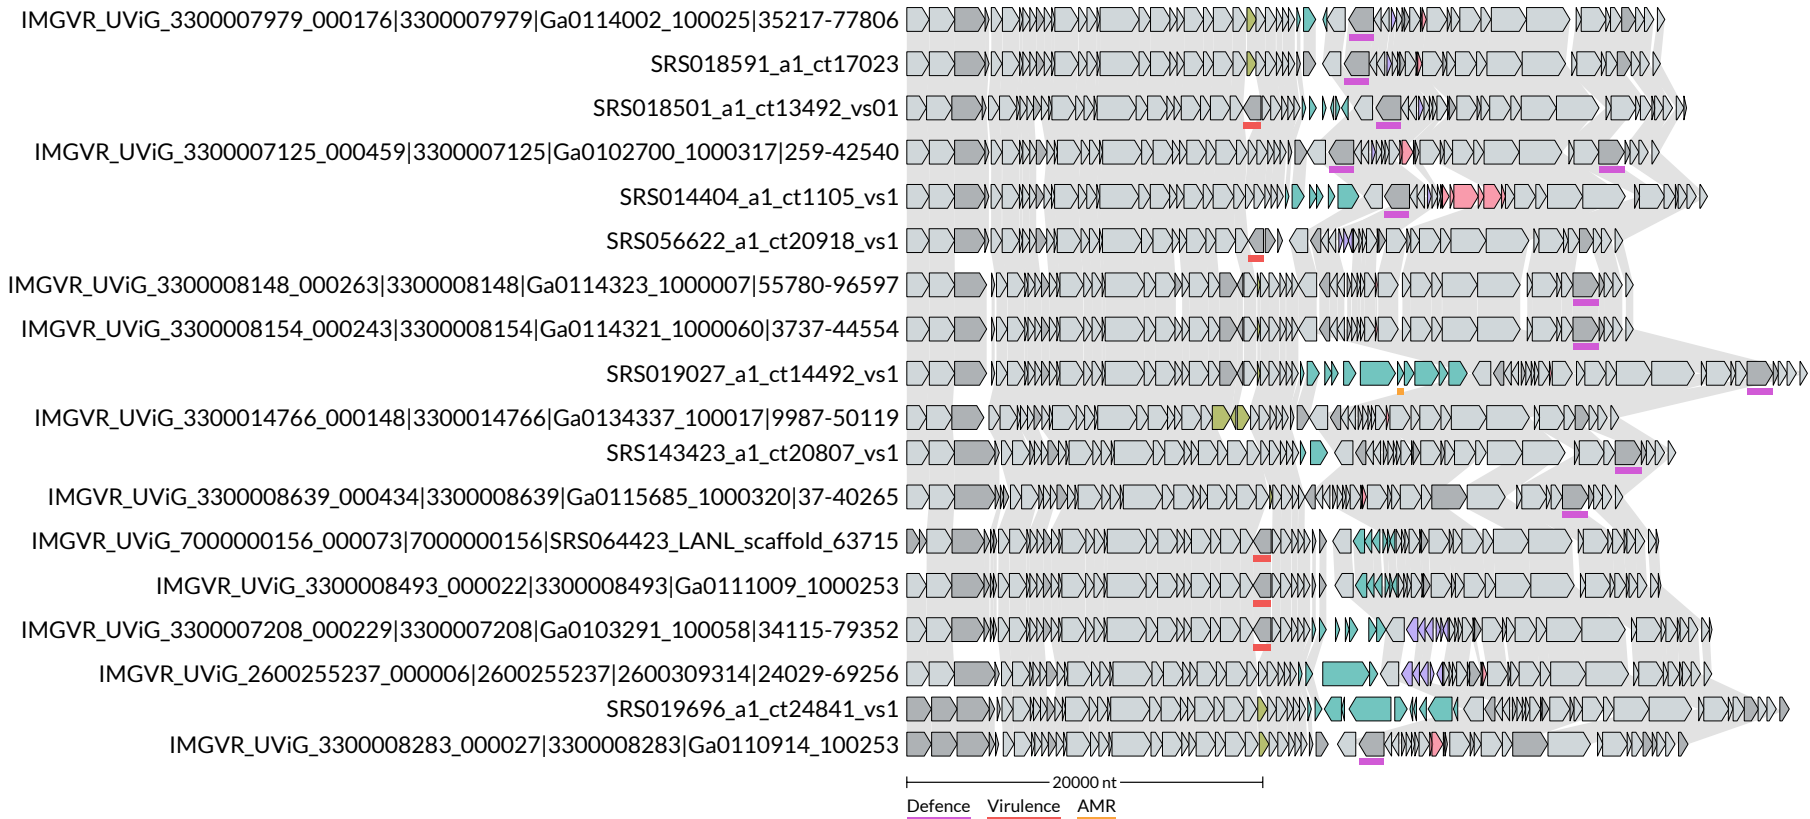 IMGVR_UViG_3300007979_000176|3300007979|Ga0114002_100025|35217-77806
SRS018591_a1_ct17023
SRS018501_a1_ct13492_vs01
IMGVR_UViG_3300007125_000459|3300007125|Ga0102700_1000317|259-42540
SRS014404_a1_ct1105_vs1
SRS056622_a1_ct20918_vs1
IMGVR_UViG_3300008148_000263|3300008148|Ga0114323_1000007|55780-96597
IMGVR_UViG_3300008154_000243|3300008154|Ga0114321_1000060|3737-44554
SRS019027_a1_ct14492_vs1
IMGVR_UViG_3300014766_000148|3300014766|Ga0134337_100017|9987-50119
SRS143423_a1_ct20807_vs1
IMGVR_UViG_3300008639_000434|3300008639|Ga0115685_1000320|37-40265
IMGVR_UViG_7000000156_000073|7000000156|SRS064423_LANL_scaffold_63715
IMGVR_UViG_3300008493_000022|3300008493|Ga0111009_1000253
IMGVR_UViG_3300007208_000229|3300007208|Ga0103291_100058|34115-79352
IMGVR_UViG_2600255237_000006|2600255237|2600309314|24029-69256
SRS019696_a1_ct24841_vs1
IMGVR_UViG_3300008283_000027|3300008283|Ga0110914_100253
20000 nt
Defence Virulence AMR